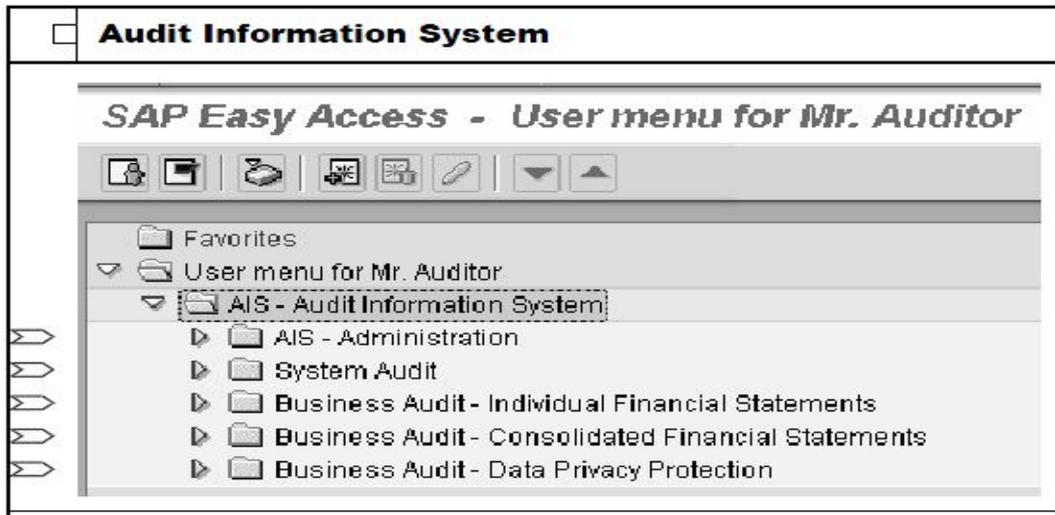 Audit Information System
SAP Easy Access - User menu for Mr. Auditor
Favorites
User menu for Mr. Auditor
AIS - Audit Information System
AIS - Administration
System Audit
Business Audit - Individual Financial Statements
Business Audit - Consolidated Financial Statements
Business Audit - Data Privacy Protection